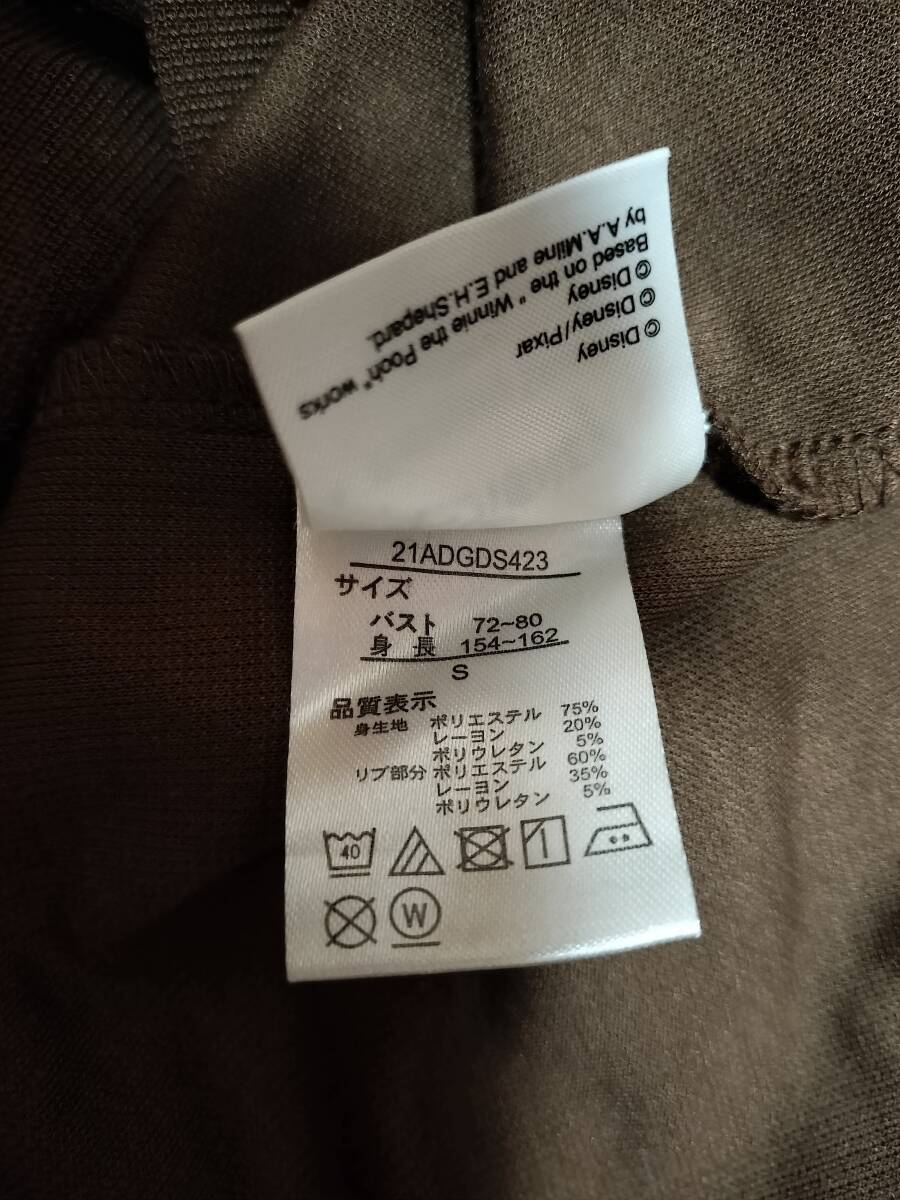 © Disney
© Disney/Pixar
© Disney
Based on the " Winnie the Pooh" works
by A.A.Milne and E.H.Shepard.
21ADGDS423
サイズ
バスト 72~80
身 長 154~162
S
品質表示
身生地 ポリエステル 75%
レーヨン 20%
ポリウレタン 5%
リブ部分 ポリエステル 60%
レーヨン 35%
ポリウレタン 5%
40
W